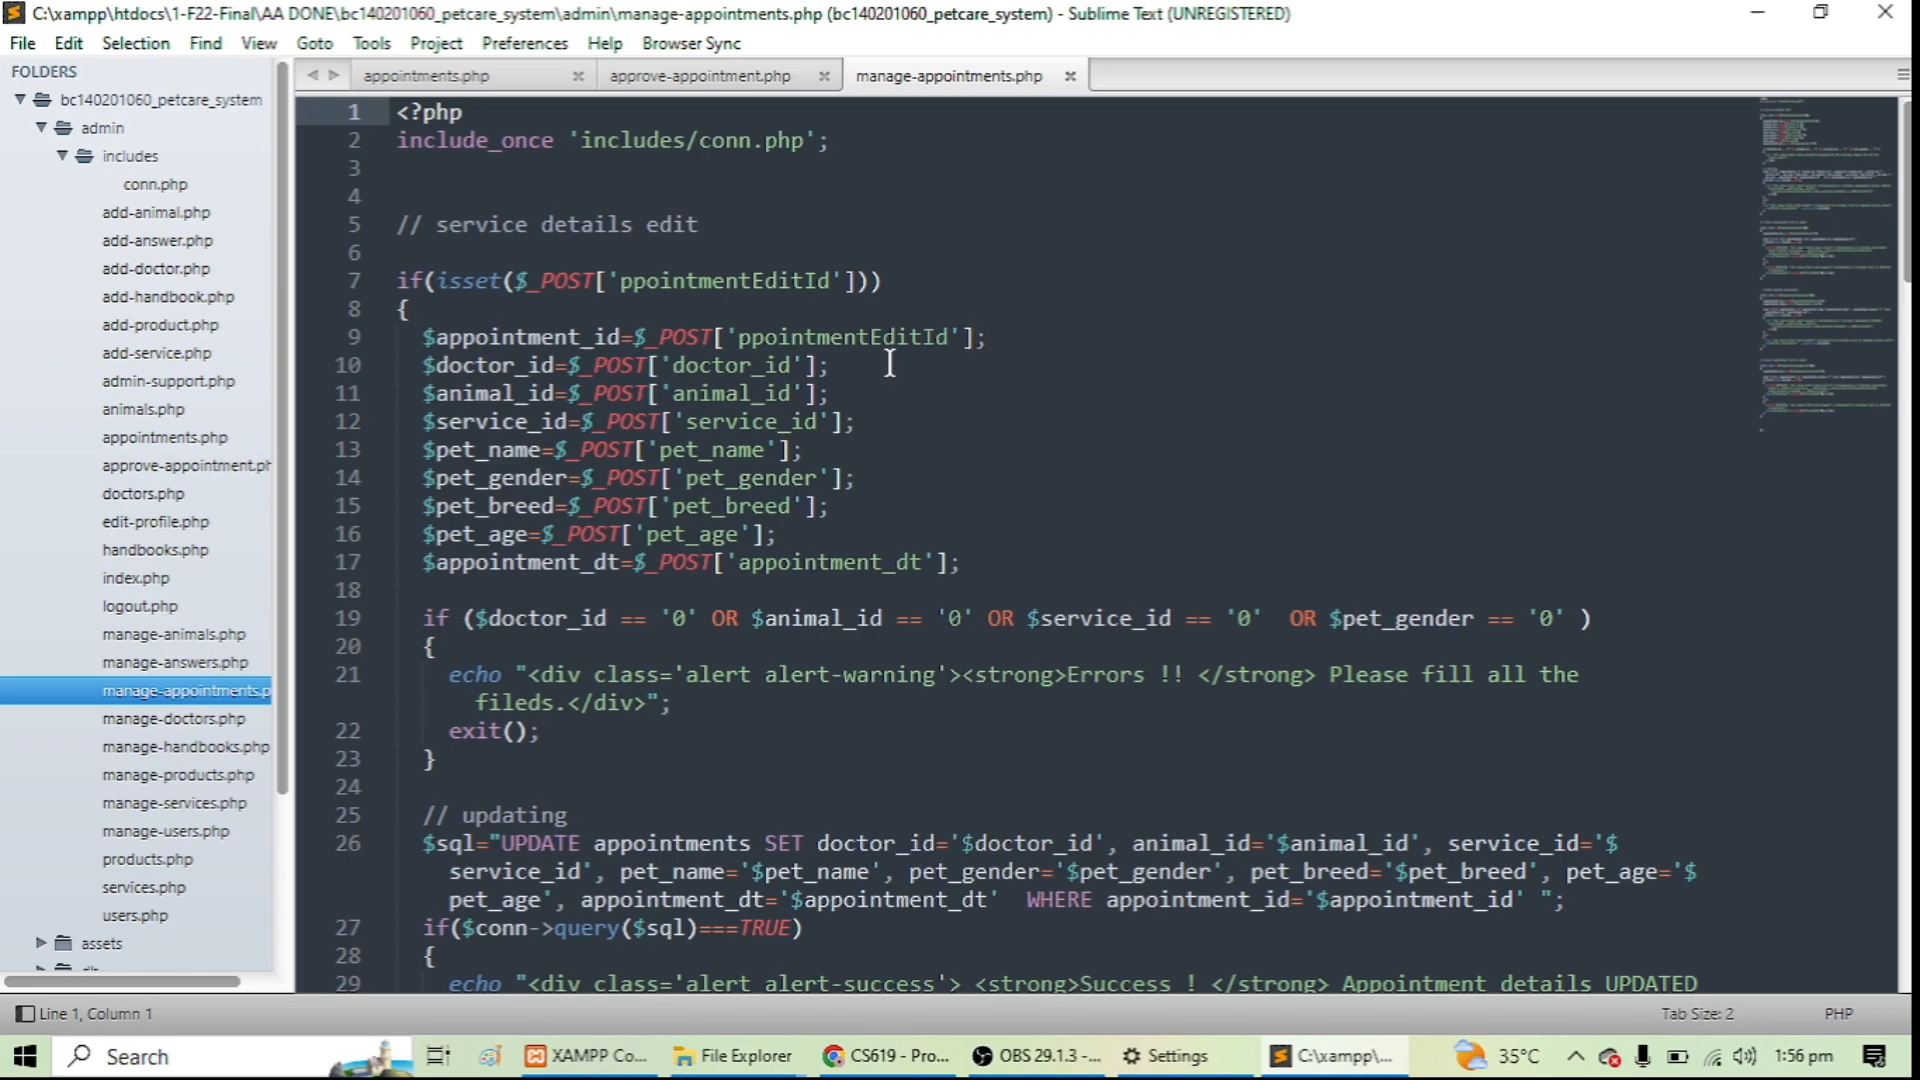 C:\xampp\htdocs\1-F22-Final\AA DONE\bc140201060_petcare_system\admin\manage-appointments.php (bc140201060_petcare_system) - Sublime Text (UNREGISTERED)
File Edit Selection Find View Goto Tools Project Preferences Help Browser Sync
FOLDERS
bc140201060_petcare_system
admin
includes
conn.php
add-animal.php
add-answer.php
add-doctor.php
add-handbook.php
add-product.php
add-service.php
admin-support.php
animals.php
appointments.php
approve-appointment.ph
doctors.php
edit-profile.php
handbooks.php
index.php
logout.php
manage-animals.php
manage-answers.php
manage-appointments.p
manage-doctors.php
manage-handbooks.php
manage-products.php
manage-services.php
manage-users.php
products.php
services.php
users.php
assets
appointments.php approve-appointment.php manage-appointments.php
1 <?php
2 include_once 'includes/conn.php';
3
4
5 // service details edit
6
7 if(isset($_POST['ppointmentEditId']))
8 {
9 $appointment_id=$_POST['ppointmentEditId'];
10 $doctor_id=$_POST['doctor_id'];
11 $animal_id=$_POST['animal_id'];
12 $service_id=$_POST['service_id'];
13 $pet_name=$_POST['pet_name'];
14 $pet_gender=$_POST['pet_gender'];
15 $pet_breed=$_POST['pet_breed'];
16 $pet_age=$_POST['pet_age'];
17 $appointment_dt=$_POST['appointment_dt'];
18
19 if ($doctor_id == '0' OR $animal_id == '0' OR $service_id == '0'  OR $pet_gender == '0' )
20 {
21 echo "<div class='alert alert-warning'><strong>Errors !! </strong> Please fill all the
fileds.</div>";
22 exit();
23 }
24
25 // updating
26 $sql="UPDATE appointments SET doctor_id='$doctor_id', animal_id='$animal_id', service_id='$
service_id', pet_name='$pet_name', pet_gender='$pet_gender', pet_breed='$pet_breed', pet_age='$
pet_age', appointment_dt='$appointment_dt'  WHERE appointment_id='$appointment_id' ";
27 if($conn->query($sql)===TRUE)
28 {
29 echo "<div class='alert alert-success'> <strong>Success ! </strong> Appointment details UPDATED
Line 1, Column 1 Tab Size: 2 PHP
Search XAMPP Co... File Explorer CS619 - Pro... OBS 29.1.3 -... Settings C:\xampp\... 35°C 1:56 pm